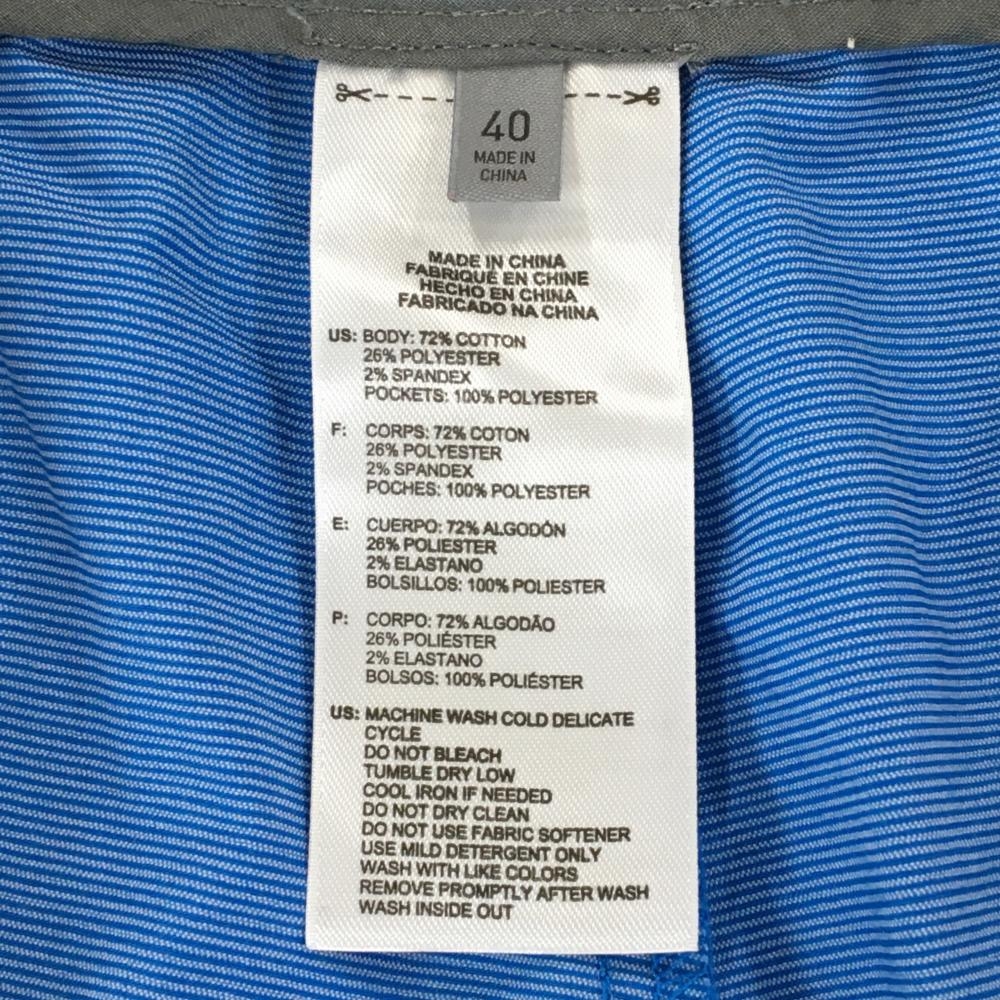 40
MADE IN
CHINA
MADE IN CHINA
FABRIQUÉ EN CHINE
HECHO EN CHINA
FABRICADO NA CHINA
US: BODY: 72% COTTON
26% POLYESTER
2% SPANDEX
POCKETS: 100% POLYESTER
F: CORPS: 72% COTON
26% POLYESTER
2% SPANDEX
POCHES: 100% POLYESTER
E: CUERPO: 72% ALGODÓN
26% POLIESTER
2% ELASTANO
BOLSILLOS: 100% POLIESTER
P: CORPO: 72% ALGODÃO
26% POLIÉSTER
2% ELASTANO
BOLSOS: 100% POLIÉSTER
US: MACHINE WASH COLD DELICATE
CYCLE
DO NOT BLEACH
TUMBLE DRY LOW
COOL IRON IF NEEDED
DO NOT DRY CLEAN
DO NOT USE FABRIC SOFTENER
USE MILD DETERGENT ONLY
WASH WITH LIKE COLORS
REMOVE PROMPTLY AFTER WASH
WASH INSIDE OUT